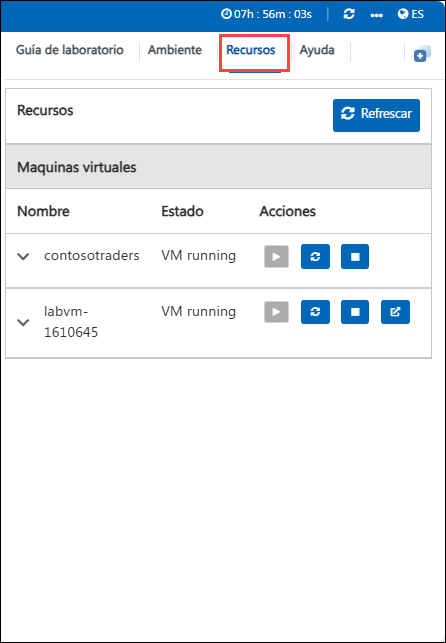 07h : 56m : 03s ES
Guía de laboratorio Ambiente Recursos Ayuda
Recursos Refrescar
Maquinas virtuales
Nombre Estado Acciones
contosotraders VM running
labvm- VM running
1610645